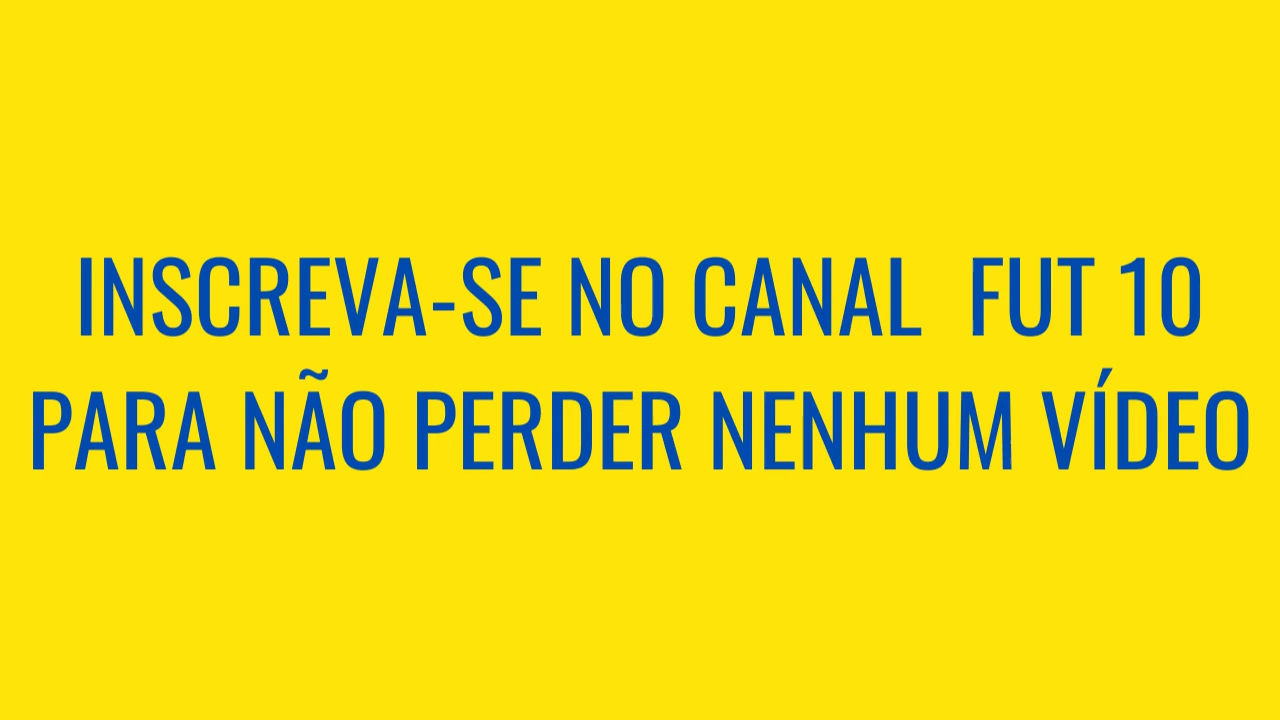 INSCREVA-SE NO CANAL  FUT 10
PARA NÃO PERDER NENHUM VÍDEO